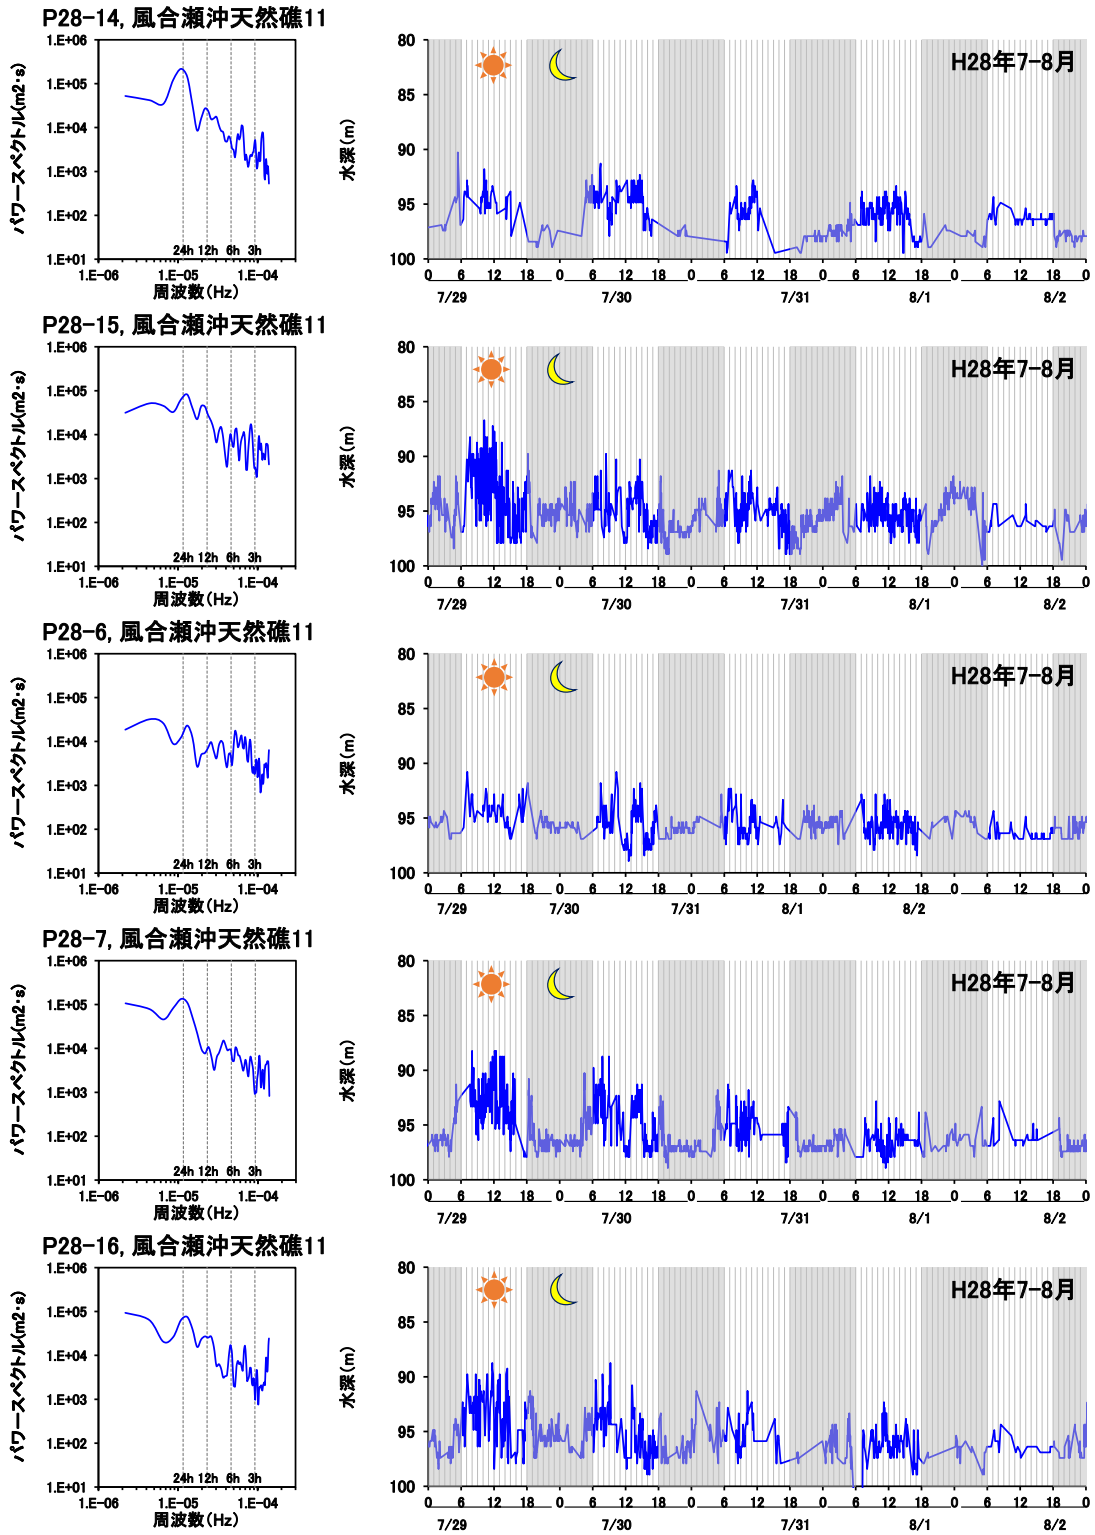 P28-14, 風合瀬沖天然礁11
パワースペクトル(m2・s)
1.E+06
1.E+05
1.E+04
1.E+03
1.E+02
1.E+01
24h 12h 6h 3h
1.E-06 1.E-05 1.E-04
周波数(Hz)
H28年7-8月
水深(m)
80
85
90
95
100
0 6 12 18 0 6 12 18 0 6 12 18 0 6 12 18 0 6 12 18 0
7/29 7/30 7/31 8/1 8/2
P28-15, 風合瀬沖天然礁11
パワースペクトル(m2・s)
1.E+06
1.E+05
1.E+04
1.E+03
1.E+02
1.E+01
24h 12h 6h 3h
1.E-06 1.E-05 1.E-04
周波数(Hz)
H28年7-8月
水深(m)
80
85
90
95
100
0 6 12 18 0 6 12 18 0 6 12 18 0 6 12 18 0 6 12 18 0
7/29 7/30 7/31 8/1 8/2
P28-6, 風合瀬沖天然礁11
パワースペクトル(m2・s)
1.E+06
1.E+05
1.E+04
1.E+03
1.E+02
1.E+01
24h 12h 6h 3h
1.E-06 1.E-05 1.E-04
周波数(Hz)
H28年7-8月
水深(m)
80
85
90
95
100
0 6 12 18 0 6 12 18 0 6 12 18 0 6 12 18 0 6 12 18 0
7/29 7/30 7/31 8/1 8/2
P28-7, 風合瀬沖天然礁11
パワースペクトル(m2・s)
1.E+06
1.E+05
1.E+04
1.E+03
1.E+02
1.E+01
24h 12h 6h 3h
1.E-06 1.E-05 1.E-04
周波数(Hz)
H28年7-8月
水深(m)
80
85
90
95
100
0 6 12 18 0 6 12 18 0 6 12 18 0 6 12 18 0 6 12 18 0
7/29 7/30 7/31 8/1 8/2
P28-16, 風合瀬沖天然礁11
パワースペクトル(m2・s)
1.E+06
1.E+05
1.E+04
1.E+03
1.E+02
1.E+01
24h 12h 6h 3h
1.E-06 1.E-05 1.E-04
周波数(Hz)
H28年7-8月
水深(m)
80
85
90
95
100
0 6 12 18 0 6 12 18 0 6 12 18 0 6 12 18 0 6 12 18 0
7/29 7/30 7/31 8/1 8/2